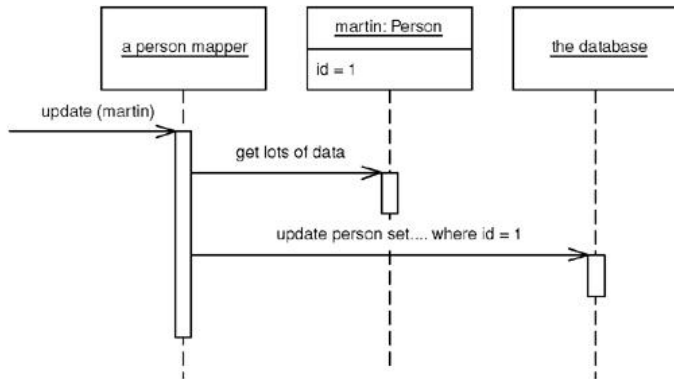 a person mapper
martin: Person
id = 1
the database
update (martin)
get lots of data
update person set.... where id = 1